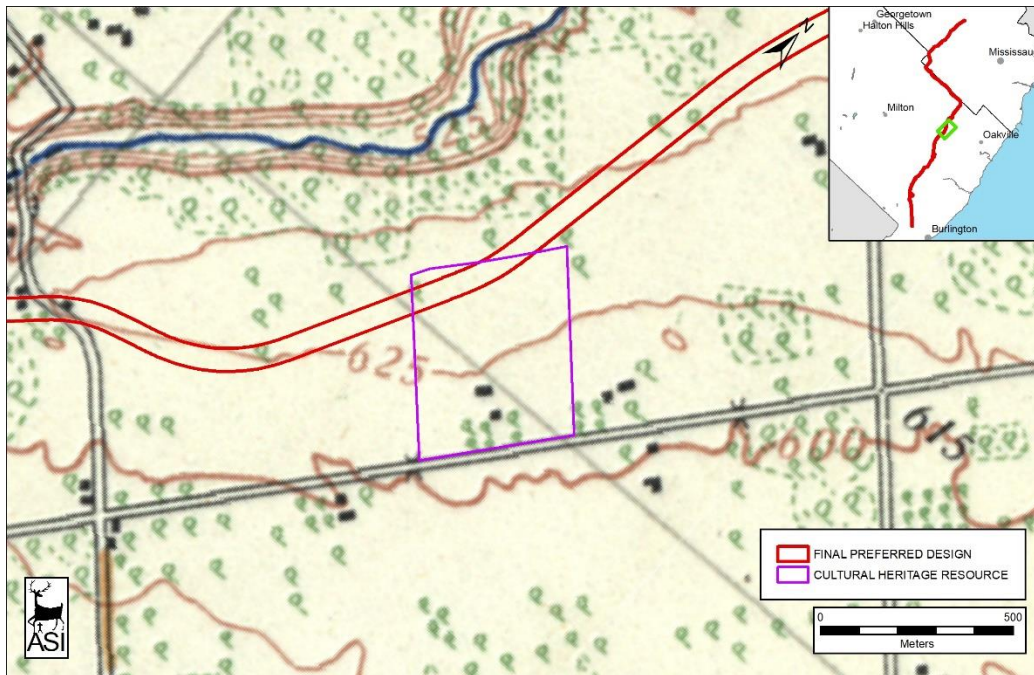 Georgetown
Halton Hills
Mississau
Milton
Oakville
Burlington
N
625
600
615
FINAL PREFERRED DESIGN
CULTURAL HERITAGE RESOURCE
0 500
Meters
ASI